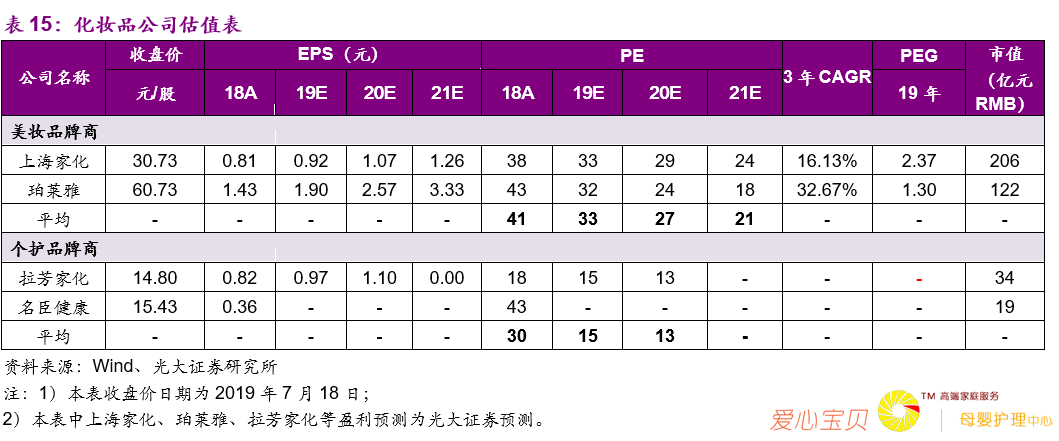 表 15：化妆品公司估值表
公司名称 收盘价 EPS（元） PE 3 年 CAGR PEG 市值（亿元 RMB）
元/股 18A 19E 20E 21E 18A 19E 20E 21E 19 年
美妆品牌商
上海家化 30.73 0.81 0.92 1.07 1.26 38 33 29 24 16.13% 2.37 206
珀莱雅 60.73 1.43 1.90 2.57 3.33 43 32 24 18 32.67% 1.30 122
平均 - - - - - 41 33 27 21 - - -
个护品牌商
拉芳家化 14.80 0.82 0.97 1.10 0.00 18 15 13 - - - 34
名臣健康 15.43 0.36 - - - 43 - - - - - 19
平均 - - - - - 30 15 13 - - - -
资料来源：Wind、光大证券研究所
注：1）本表收盘价日期为 2019 年 7 月 18 日；
2）本表中上海家化、珀莱雅、拉芳家化等盈利预测为光大证券预测。
爱心宝贝 TM 高端家庭服务
母婴护理中心